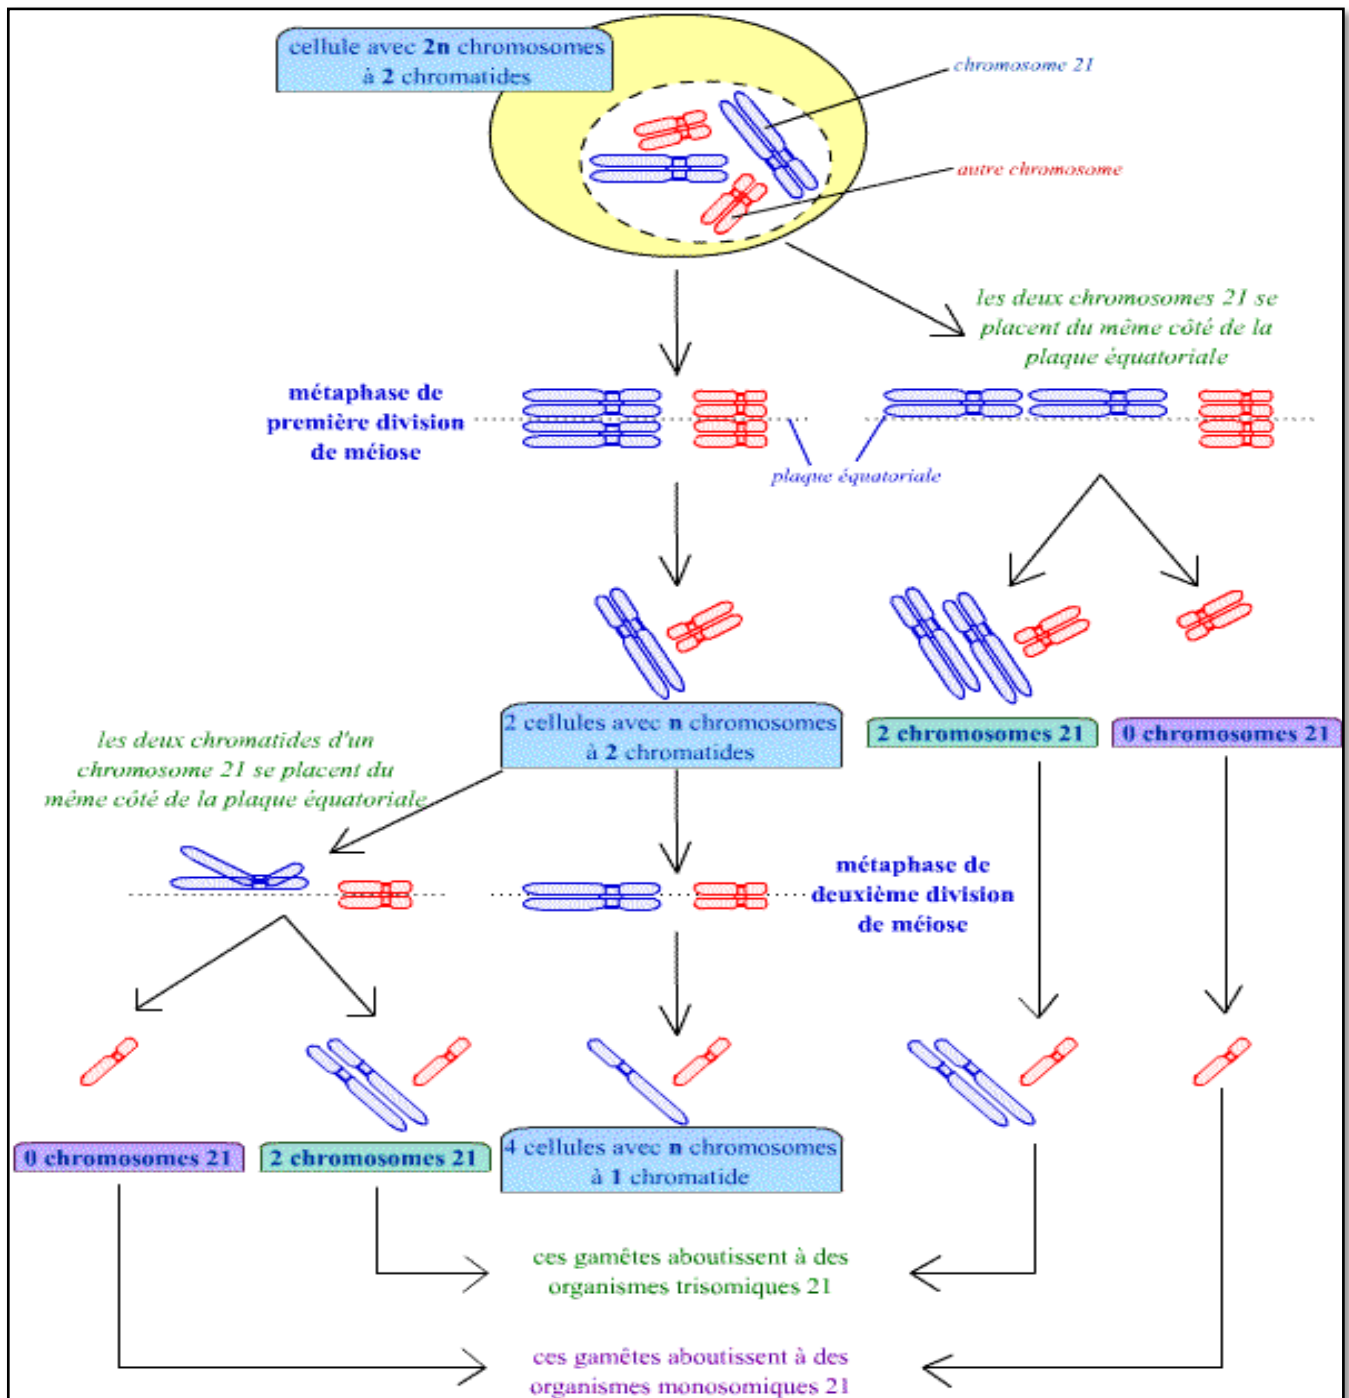 cellule avec 2n chromosomes
à 2 chromatides
chromosome 21
autre chromosome
les deux chromosomes 21 se
placent du même côté de la
plaque équatoriale
métaphase de
première division
de méiose
plaque équatoriale
2 cellules avec n chromosomes
à 2 chromatides
2 chromosomes 21
0 chromosomes 21
les deux chromatides d'un
chromosome 21 se placent du
même côté de la plaque équatoriale
métaphase de
deuxième division
de méiose
0 chromosomes 21
2 chromosomes 21
4 cellules avec n chromosomes
à 1 chromatide
ces gamêtes aboutissent à des
organismes trisomiques 21
ces gamêtes aboutissent à des
organismes monosomiques 21